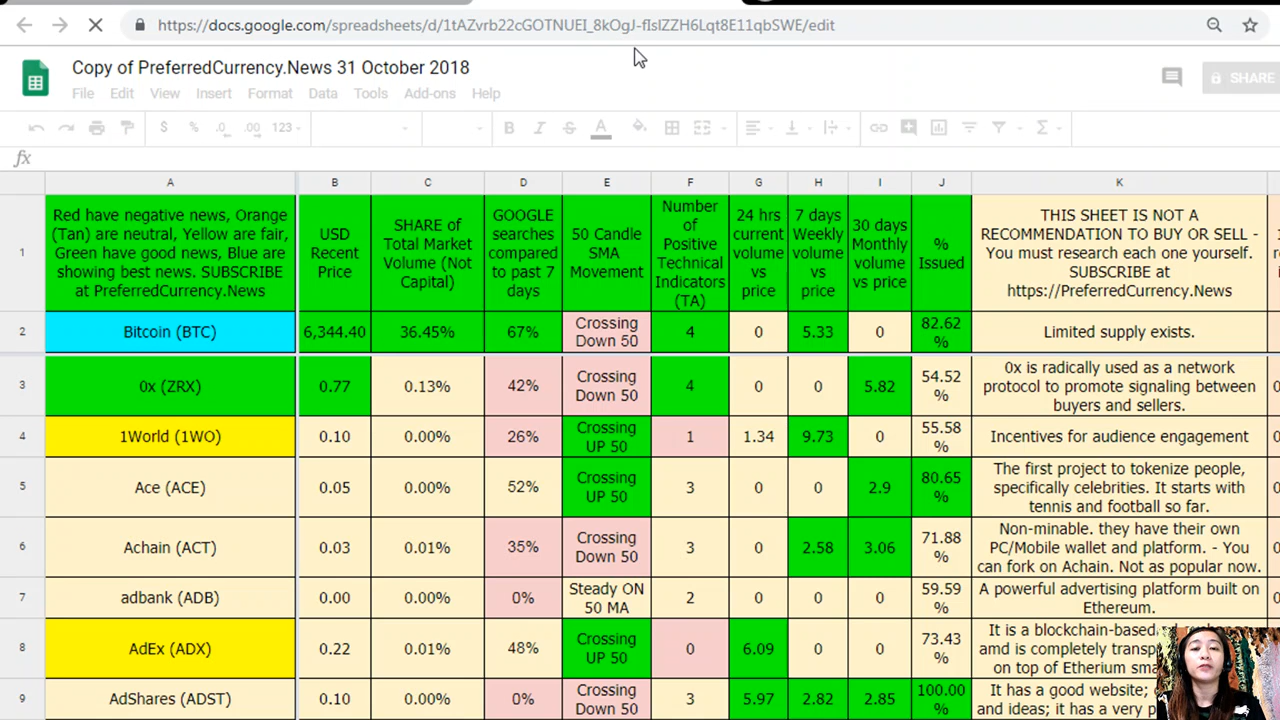 https://docs.google.com/spreadsheets/d/1tAZvrb22cGOTNUEI_8kOgJ-fIslZZH6Lqt8E11qbSWE/edit
Copy of PreferredCurrency.News 31 October 2018
SHARE
File Edit View Insert Format Data Tools Add-ons Help
$ % .0 .00 123
B I S A Σ
fx
A B C D E F G H I J K
Red have negative news, Orange
(Tan) are neutral, Yellow are fair,
Green have good news, Blue are
showing best news. SUBSCRIBE
at PreferredCurrency.News
USD
Recent
Price
SHARE of
Total Market
Volume (Not
Capital)
GOOGLE
searches
compared
to past 7
days
50 Candle
SMA
Movement
Number
of
Positive
Technical
Indicators
(TA)
24 hrs
current
volume
vs
price
7 days
Weekly
volume
vs
price
30 days
Monthly
volume
vs price
%
Issued
THIS SHEET IS NOT A
RECOMMENDATION TO BUY OR SELL -
You must research each one yourself.
SUBSCRIBE at
https://PreferredCurrency.News
1
2
Bitcoin (BTC)
6,344.40
36.45%
67%
Crossing
Down 50
4
0
5.33
0
82.62
%
Limited supply exists.
3
0x (ZRX)
0.77
0.13%
42%
Crossing
Down 50
4
0
0
5.82
54.52
%
0x is radically used as a network
protocol to promote signaling between
buyers and sellers.
4
1World (1WO)
0.10
0.00%
26%
Crossing
UP 50
1
1.34
9.73
0
55.58
%
Incentives for audience engagement
5
Ace (ACE)
0.05
0.00%
52%
Crossing
UP 50
3
0
0
2.9
80.65
%
The first project to tokenize people,
specifically celebrities. It starts with
tennis and football so far.
6
Achain (ACT)
0.03
0.01%
35%
Crossing
Down 50
3
0
2.58
3.06
71.88
%
Non-minable. they have their own
PC/Mobile wallet and platform. - You
can fork on Achain. Not as popular now.
7
adbank (ADB)
0.00
0.00%
0%
Steady ON
50 MA
2
0
0
0
59.59
%
A powerful advertising platform built on
Ethereum.
8
AdEx (ADX)
0.22
0.01%
48%
Crossing
UP 50
0
6.09
0
0
73.43
%
It is a blockchain-based
amd is completely
on top of Etherium
9
AdShares (ADST)
0.10
0.00%
0%
Crossing
Down 50
3
5.97
2.82
2.85
100.00
%
It has a good website;
and ideas; it has a very